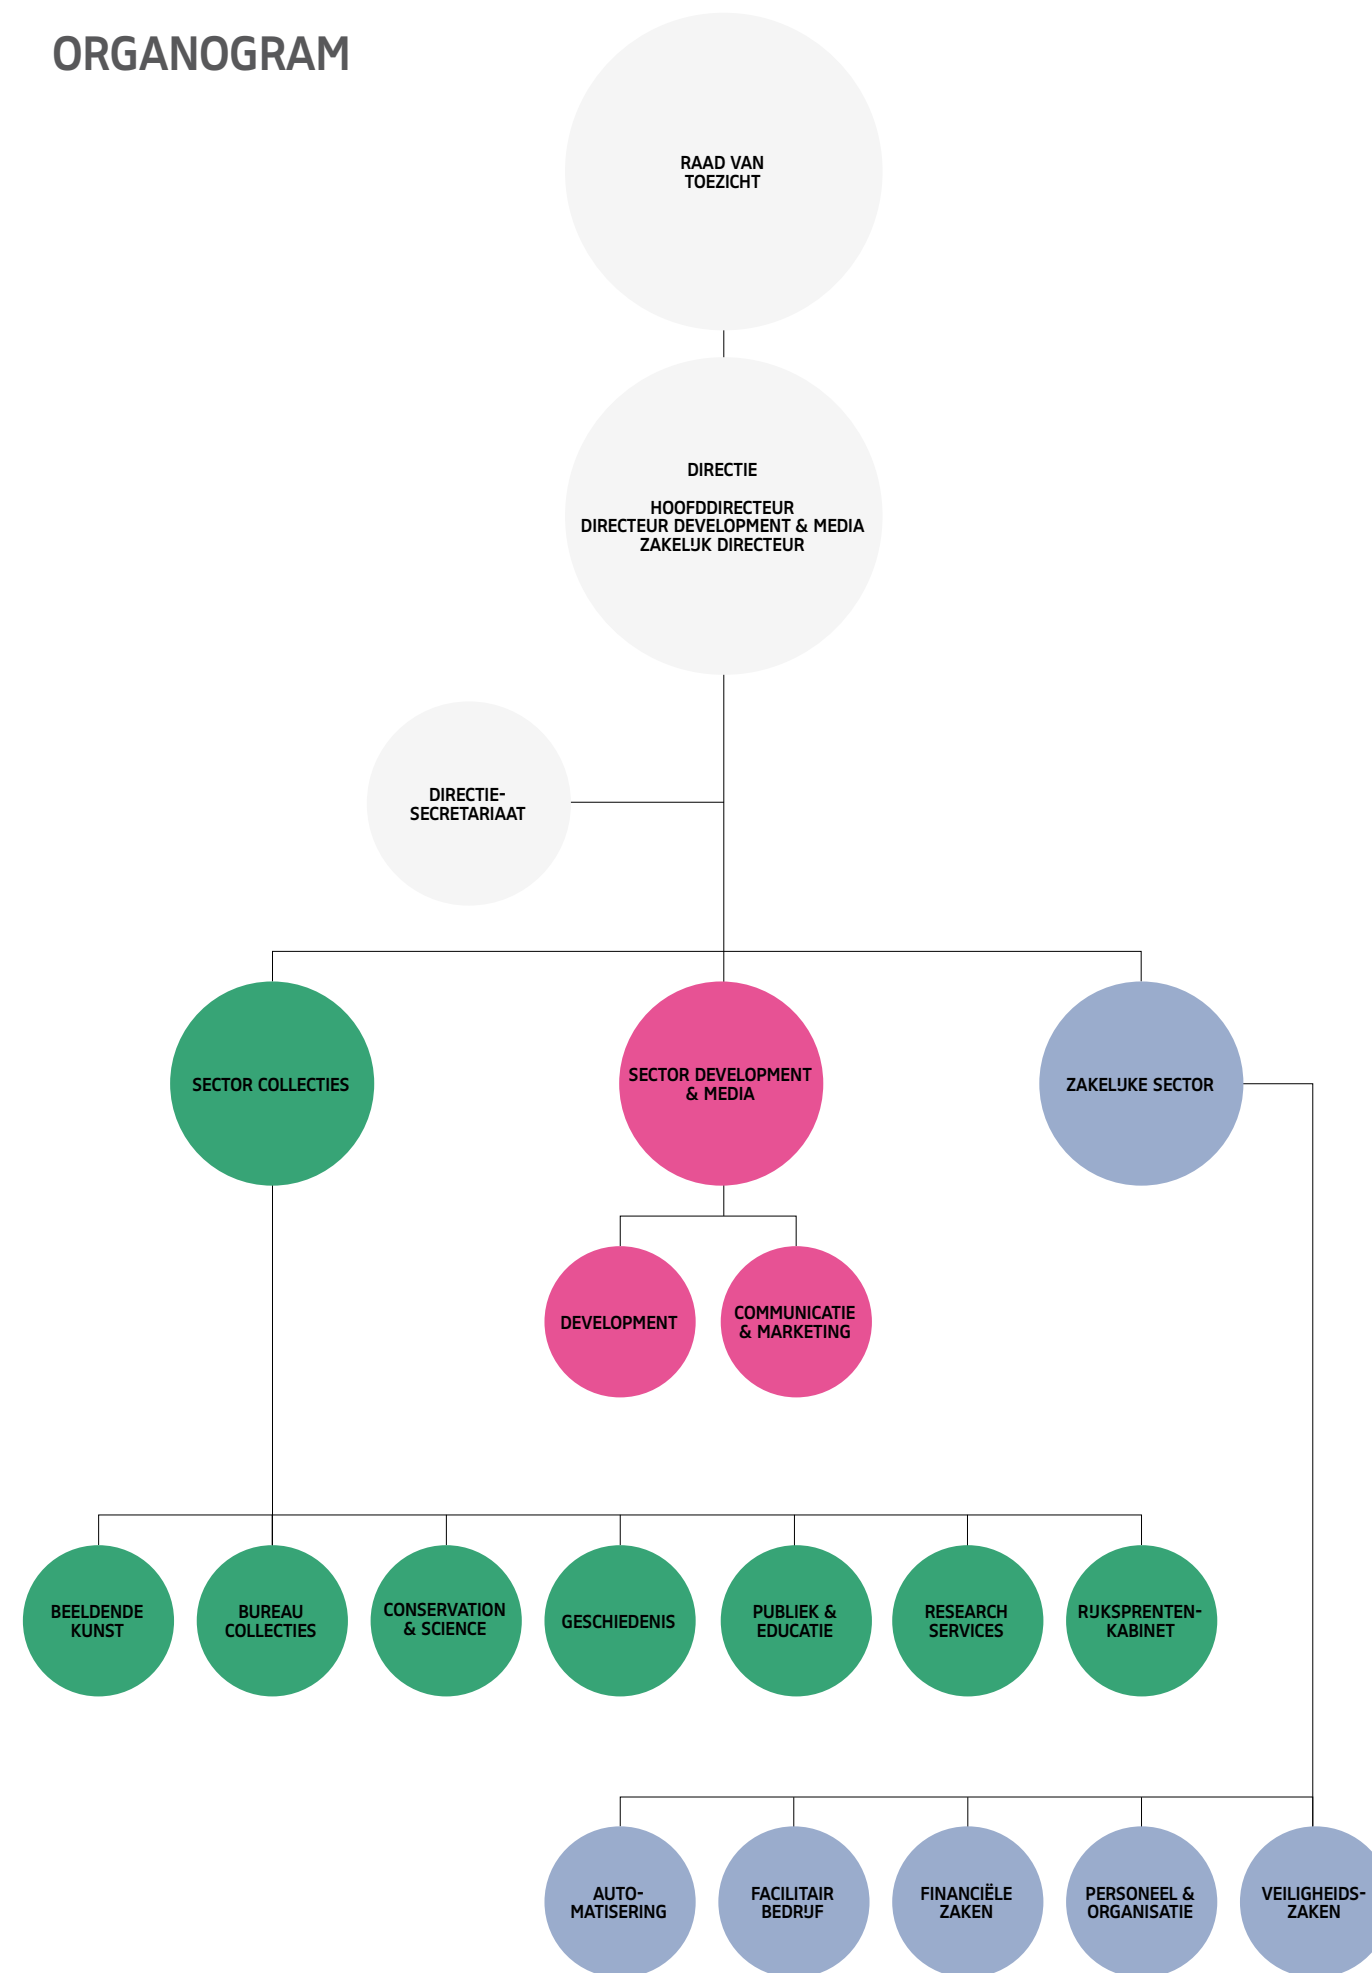 ORGANOGRAM
RAAD VAN
TOEZICHT
DIRECTIE
HOOFDDIRECTEUR
DIRECTEUR DEVELOPMENT & MEDIA
ZAKELIJK DIRECTEUR
DIRECTIE-
SECRETARIAAT
SECTOR COLLECTIES
SECTOR DEVELOPMENT
& MEDIA
ZAKELIJKE SECTOR
DEVELOPMENT
COMMUNICATIE
& MARKETING
BEELDENDE
KUNST
BUREAU
COLLECTIES
CONSERVATION
& SCIENCE
GESCHIEDENIS
PUBLIEK &
EDUCATIE
RESEARCH
SERVICES
RIJKSPRENTEN-
KABINET
AUTO-
MATISERING
FACILITAIR
BEDRIJF
FINANCIËLE
ZAKEN
PERSONEEL &
ORGANISATIE
VEILIGHEIDS-
ZAKEN